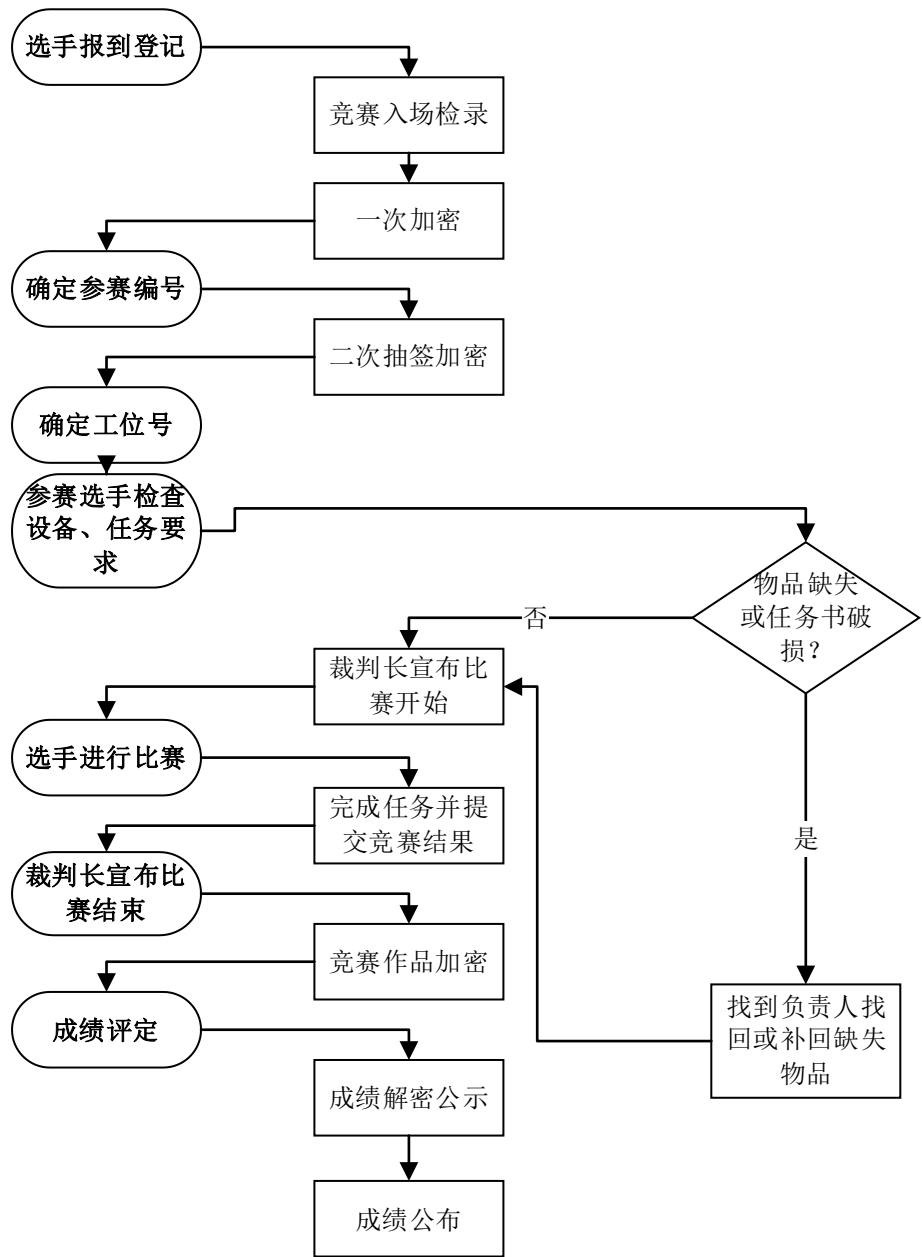 选手报到登记
竞赛入场检录
一次加密
确定参赛编号
二次抽签加密
确定工位号
参赛选手检查
设备、任务要
求
物品缺失
或任务书破
损？
否
裁判长宣布比
赛开始
选手进行比赛
完成任务并提
交竞赛结果
是
裁判长宣布比
赛结束
竞赛作品加密
成绩评定
找到负责人找
回或补回缺失
物品
成绩解密公示
成绩公布